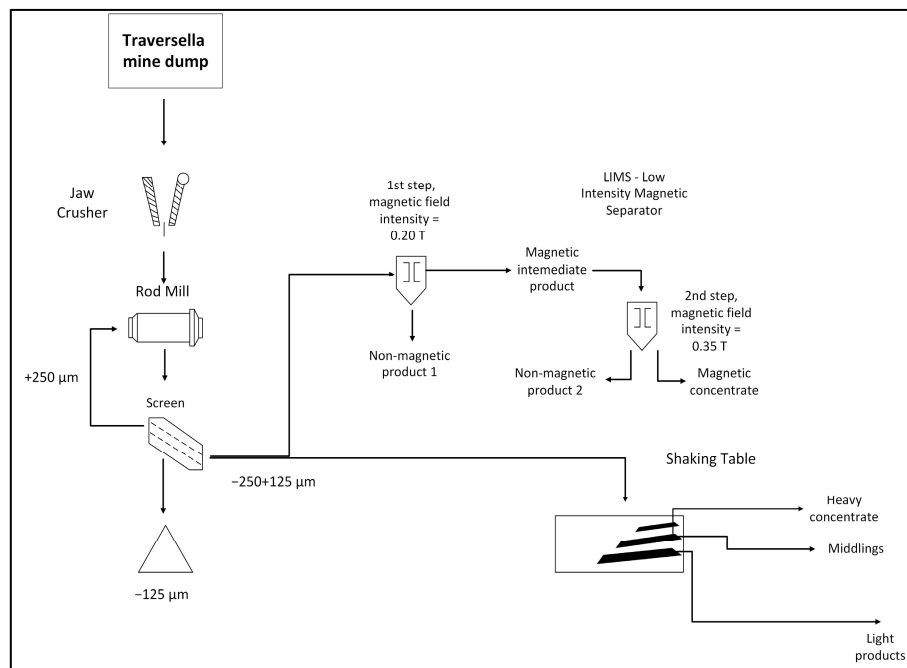 Traversella
mine dump
Jaw
Crusher
Rod Mill
+250 µm
Screen
−250+125 µm
−125 µm
1st step,
magnetic field
intensity =
0.20 T
Non-magnetic
product 1
LIMS - Low
Intensity Magnetic
Separator
Magnetic
intemediate
product
2nd step,
magnetic field
intensity =
0.35 T
Non-magnetic
product 2
Magnetic
concentrate
Shaking Table
Heavy
concentrate
Middlings
Light
products